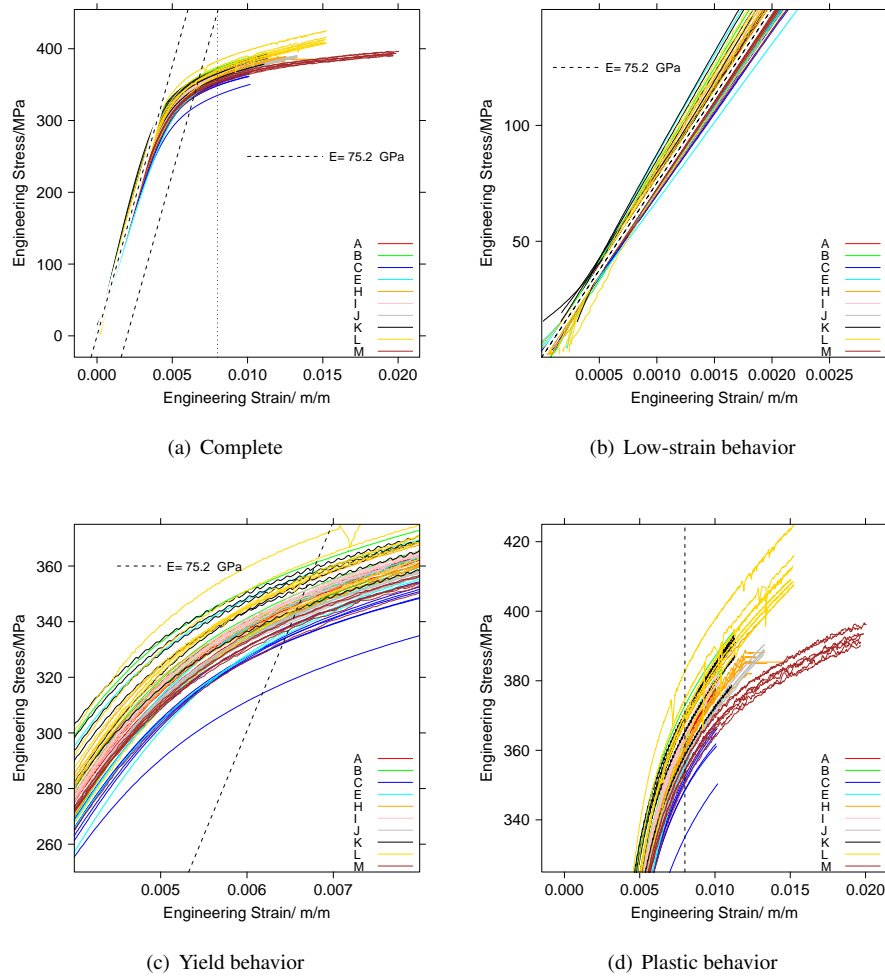 400
300
200
100
0
Engineering Stress/MPa
E= 75.2 GPa
A
B
C
E
H
I
J
K
L
M
0.000 0.005 0.010 0.015 0.020
Engineering Strain/ m/m
(a) Complete
100
50
Engineering Stress/MPa
E= 75.2 GPa
A
B
C
E
H
I
J
K
L
M
0.0005 0.0010 0.0015 0.0020 0.0025
Engineering Strain/ m/m
(b) Low-strain behavior
360
340
320
300
280
260
Engineering Stress/MPa
E= 75.2 GPa
A
B
C
E
H
I
J
K
L
M
0.005 0.006 0.007
Engineering Strain/ m/m
(c) Yield behavior
420
400
380
360
340
Engineering Stress/MPa
A
B
C
E
H
I
J
K
L
M
0.000 0.005 0.010 0.015 0.020
Engineering Strain/ m/m
(d) Plastic behavior